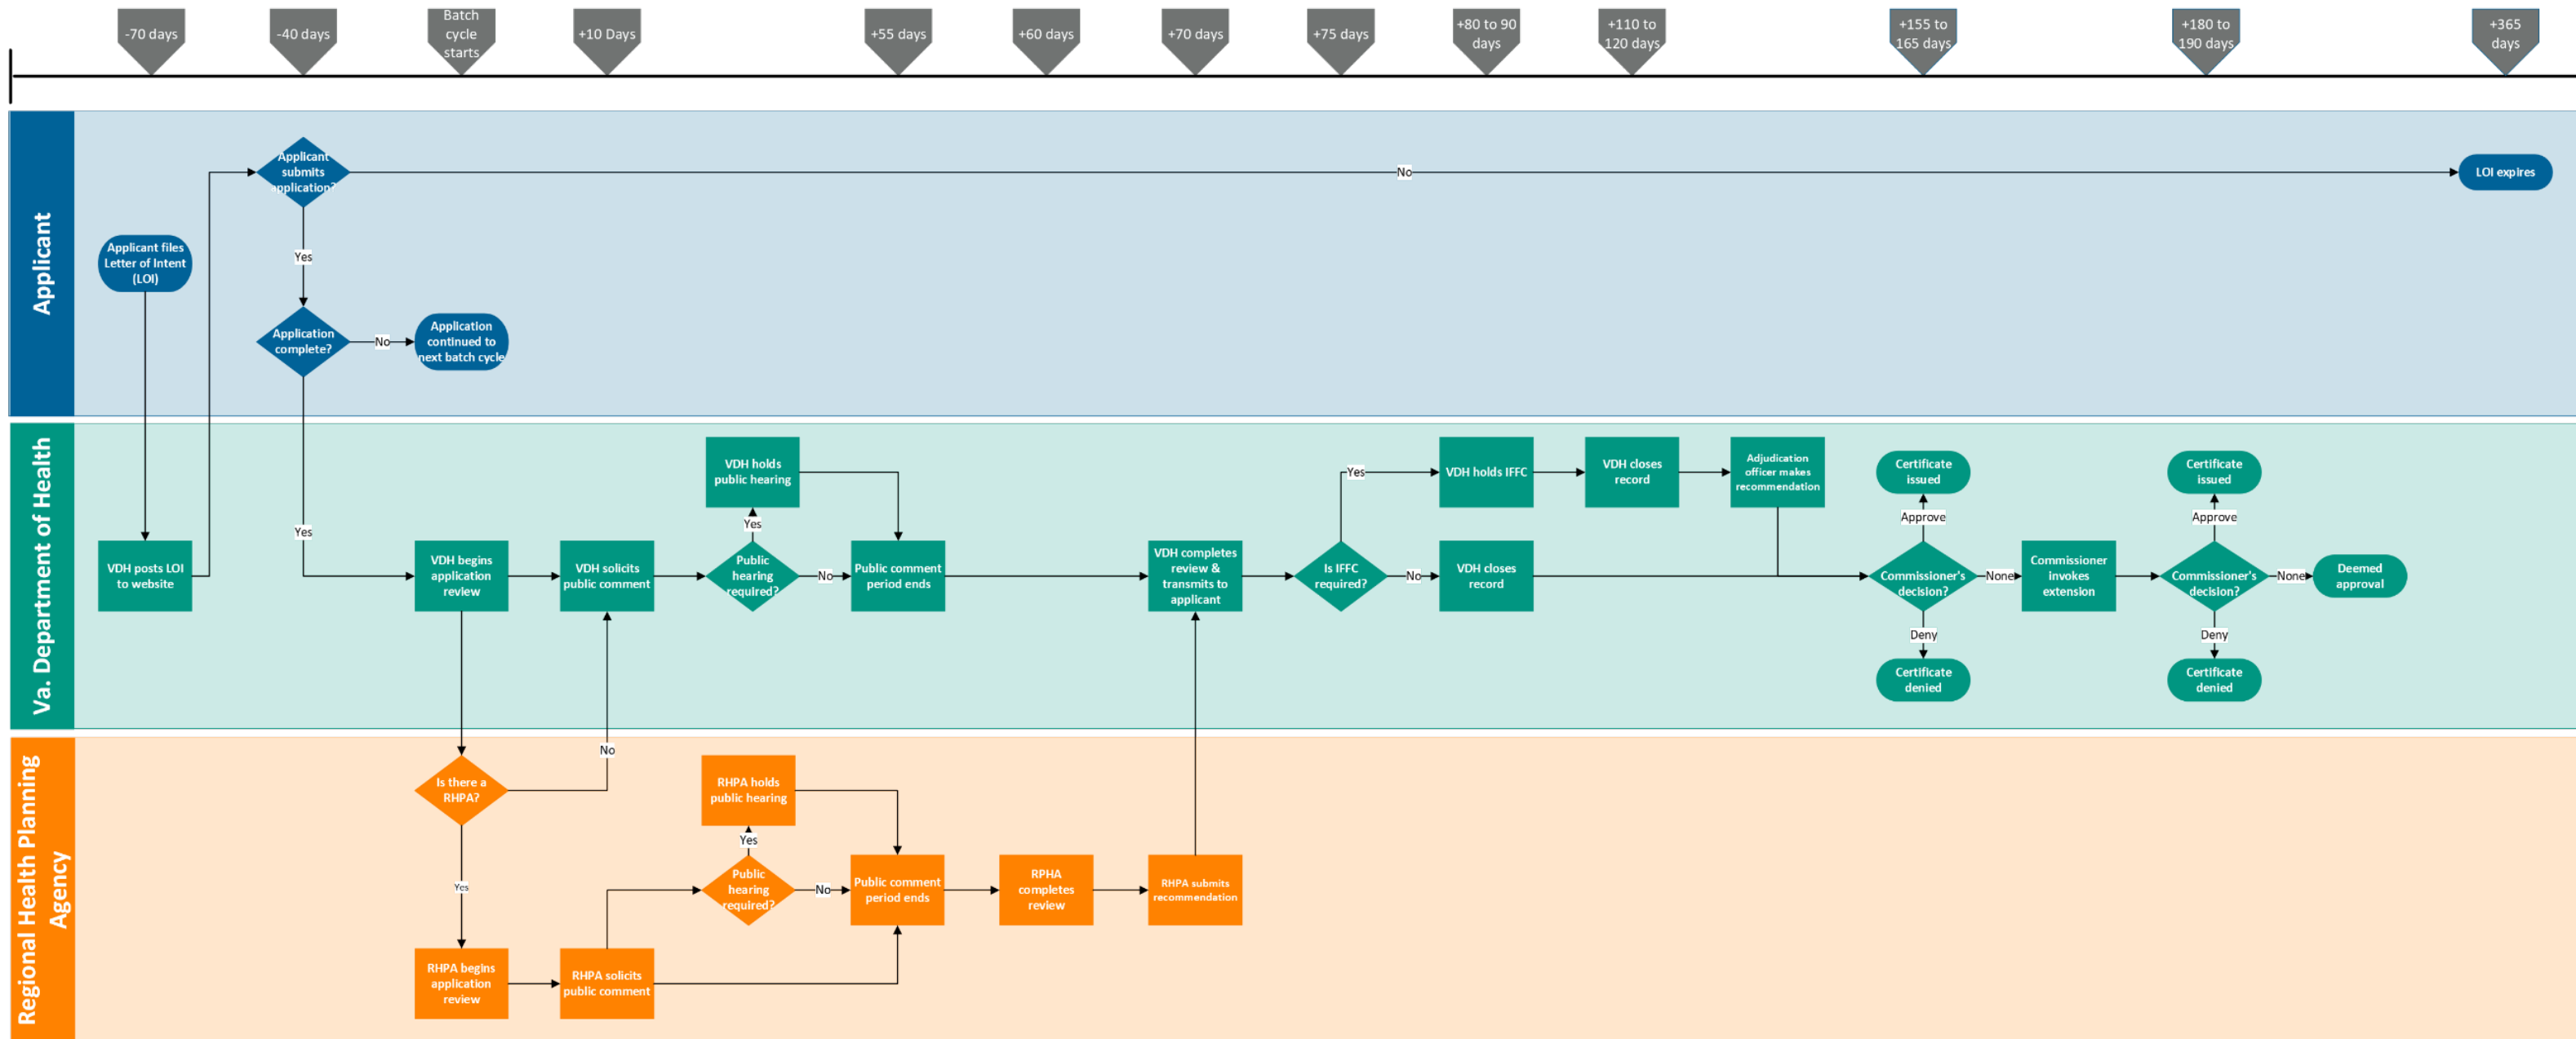 -70 days
-40 days
Batch
cycle
starts
+10 Days
+55 days
+60 days
+70 days
+75 days
+80 to 90
days
+110 to
120 days
+155 to
165 days
+180 to
190 days
+365
days
Applicant
Applicant
submits
application?
No
LOI expires
Yes
Applicant files
Letter of Intent
(LOI)
Application
complete?
No
Application
continued to
next batch cycle
Va. Department of Health
Yes
VDH posts LOI
to website
VDH begins
application
review
VDH solicits
public comment
VDH holds
public hearing
Yes
Public
hearing
required?
No
Public comment
period ends
VDH completes
review &
transmits to
applicant
Is IFFC
required?
Yes
VDH holds IFFC
VDH closes
record
Adjudication
officer makes
recommendation
No
VDH closes
record
Certificate
issued
Approve
Commissioner's
decision?
Deny
Certificate
denied
None
Commissioner
invokes
extension
Certificate
issued
Approve
Commissioner's
decision?
Deny
Certificate
denied
None
Deemed
approval
Regional Health Planning
Agency
Is there a
RHPA?
No
Yes
RHPA begins
application
review
RHPA solicits
public comment
RHPA holds
public hearing
Yes
Public
hearing
required?
No
Public comment
period ends
RPHA
completes
review
RHPA submits
recommendation